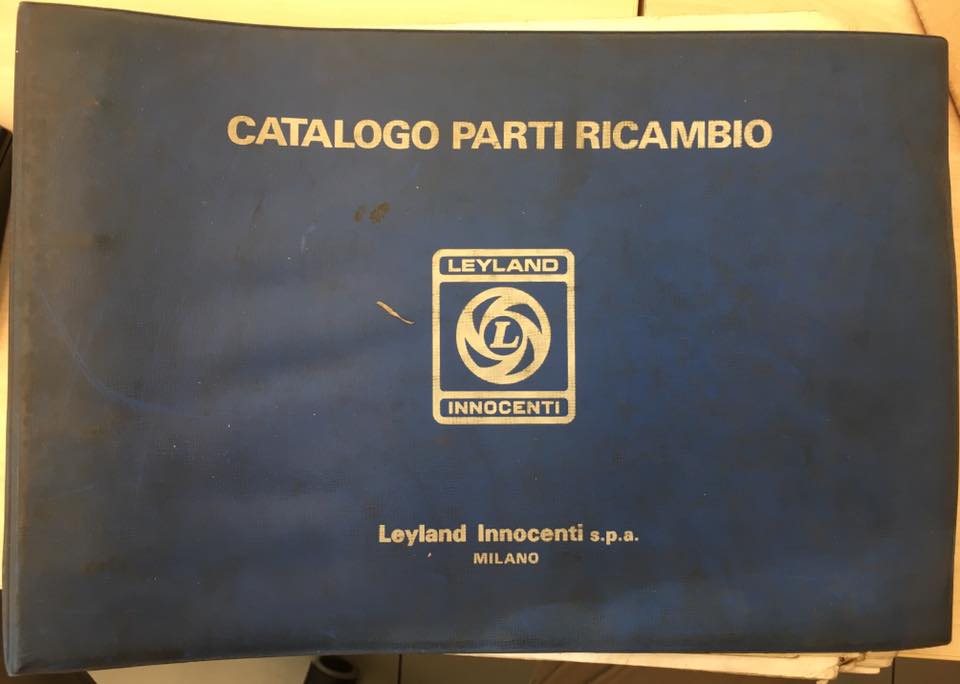 CATALOGO PARTI RICAMBIO
LEYLAND
L
INNOCENTI
Leyland Innocenti s.p.a.
MILANO